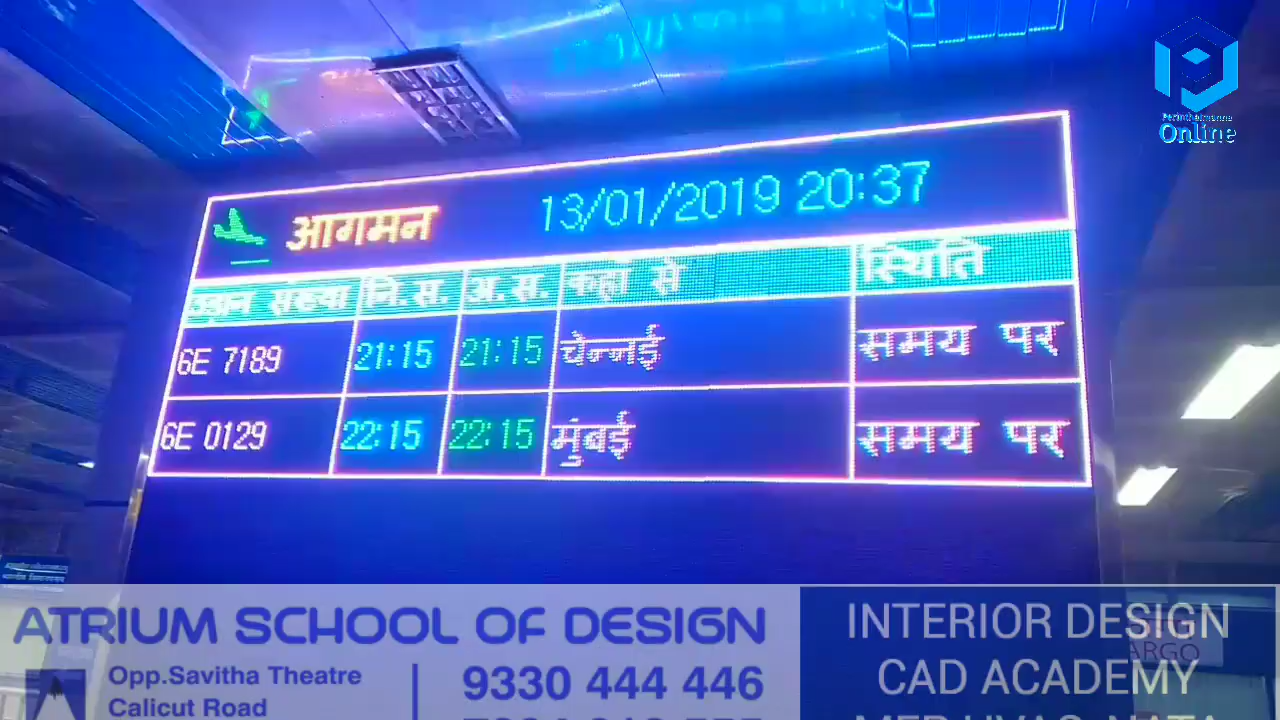 Perinthalmanna
Online
आगमन 13/01/2019 20:37
उड़ान संख्या नि.स. अ.स. कहाँ से स्थिति
6E 7189 21:15 21:15 चेन्नई समय पर
6E 0129 22:15 22:15 मुंबई समय पर
ATRIUM SCHOOL OF DESIGN
Opp.Savitha Theatre
Calicut Road
9330 444 446
INTERIOR DESIGN
CAD ACADEMY